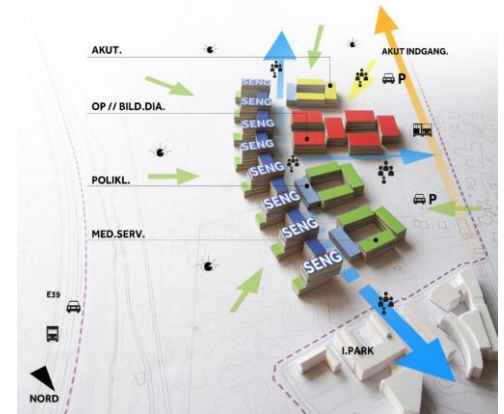 AKUT.
AKUT INDGANG.
P
SENG
OP // BILD.DIA.
SENG
SENG
SENG
SENG
POLIKL.
P
SENG
SENG
MED.SERV.
SENG
E39
I.PARK
NORD